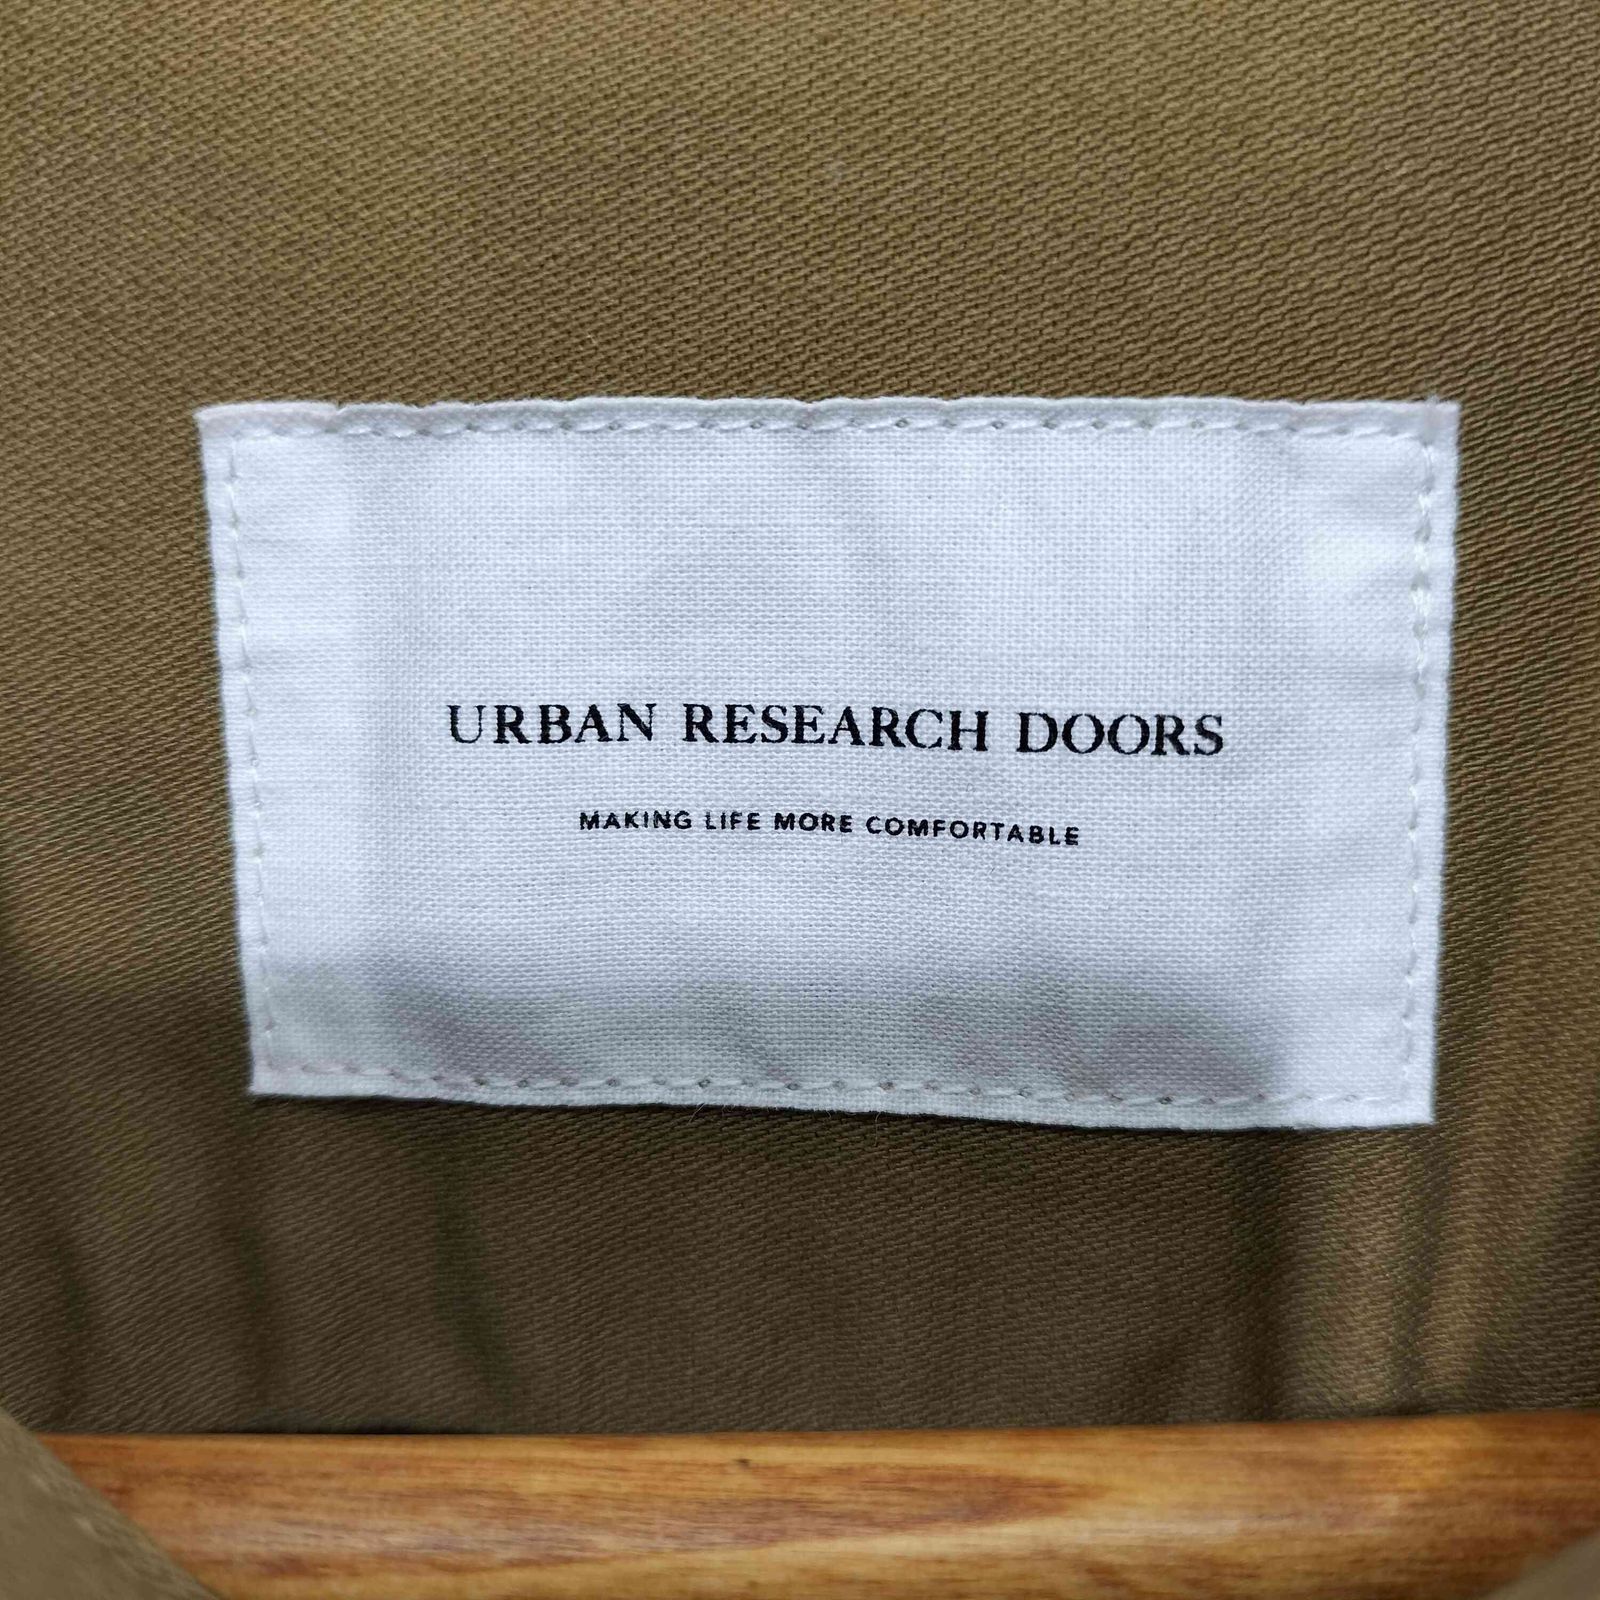 URBAN RESEARCH DOORS
MAKING LIFE MORE COMFORTABLE